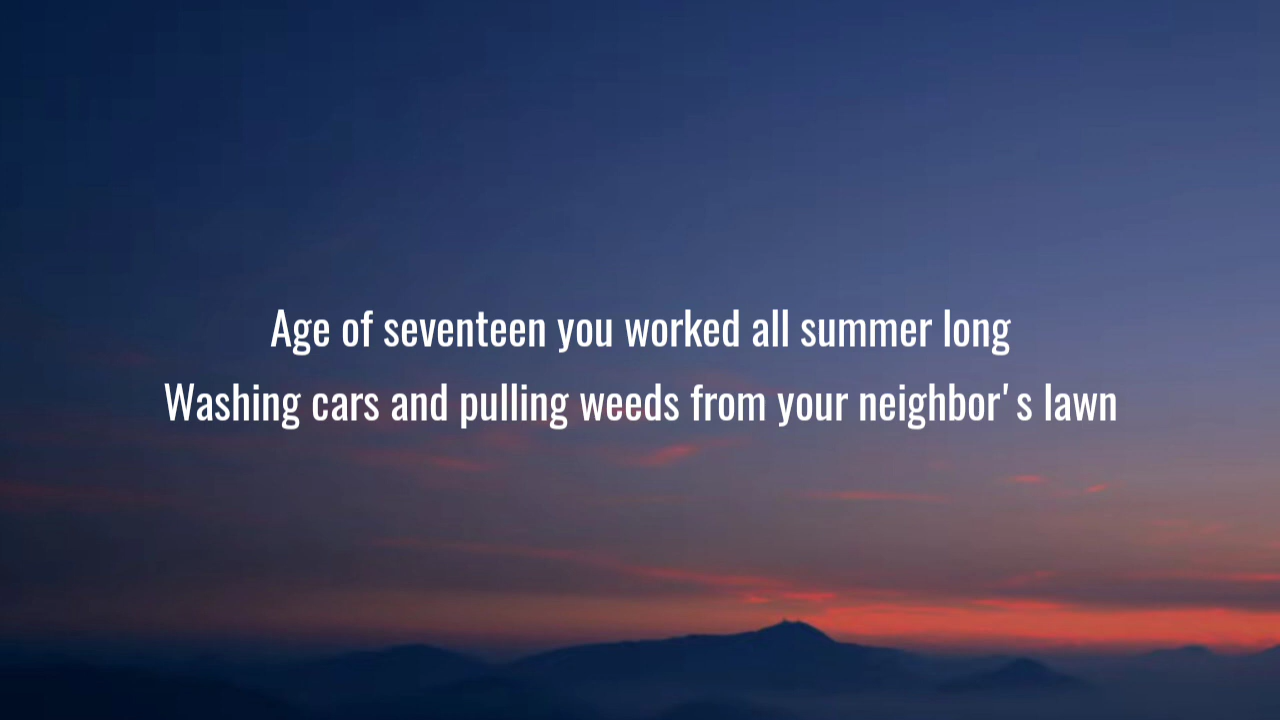 Age of seventeen you worked all summer long
Washing cars and pulling weeds from your neighbor's lawn